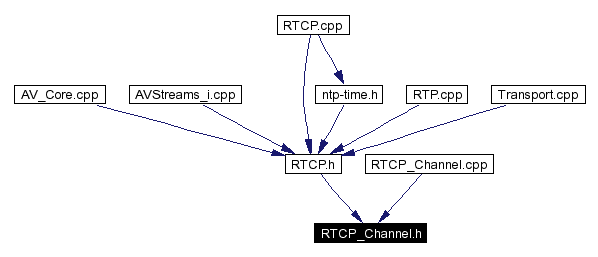 RTCP.cpp
AV_Core.cpp
AVStreams_i.cpp
ntp-time.h
RTP.cpp
Transport.cpp
RTCP.h
RTCP_Channel.cpp
RTCP_Channel.h